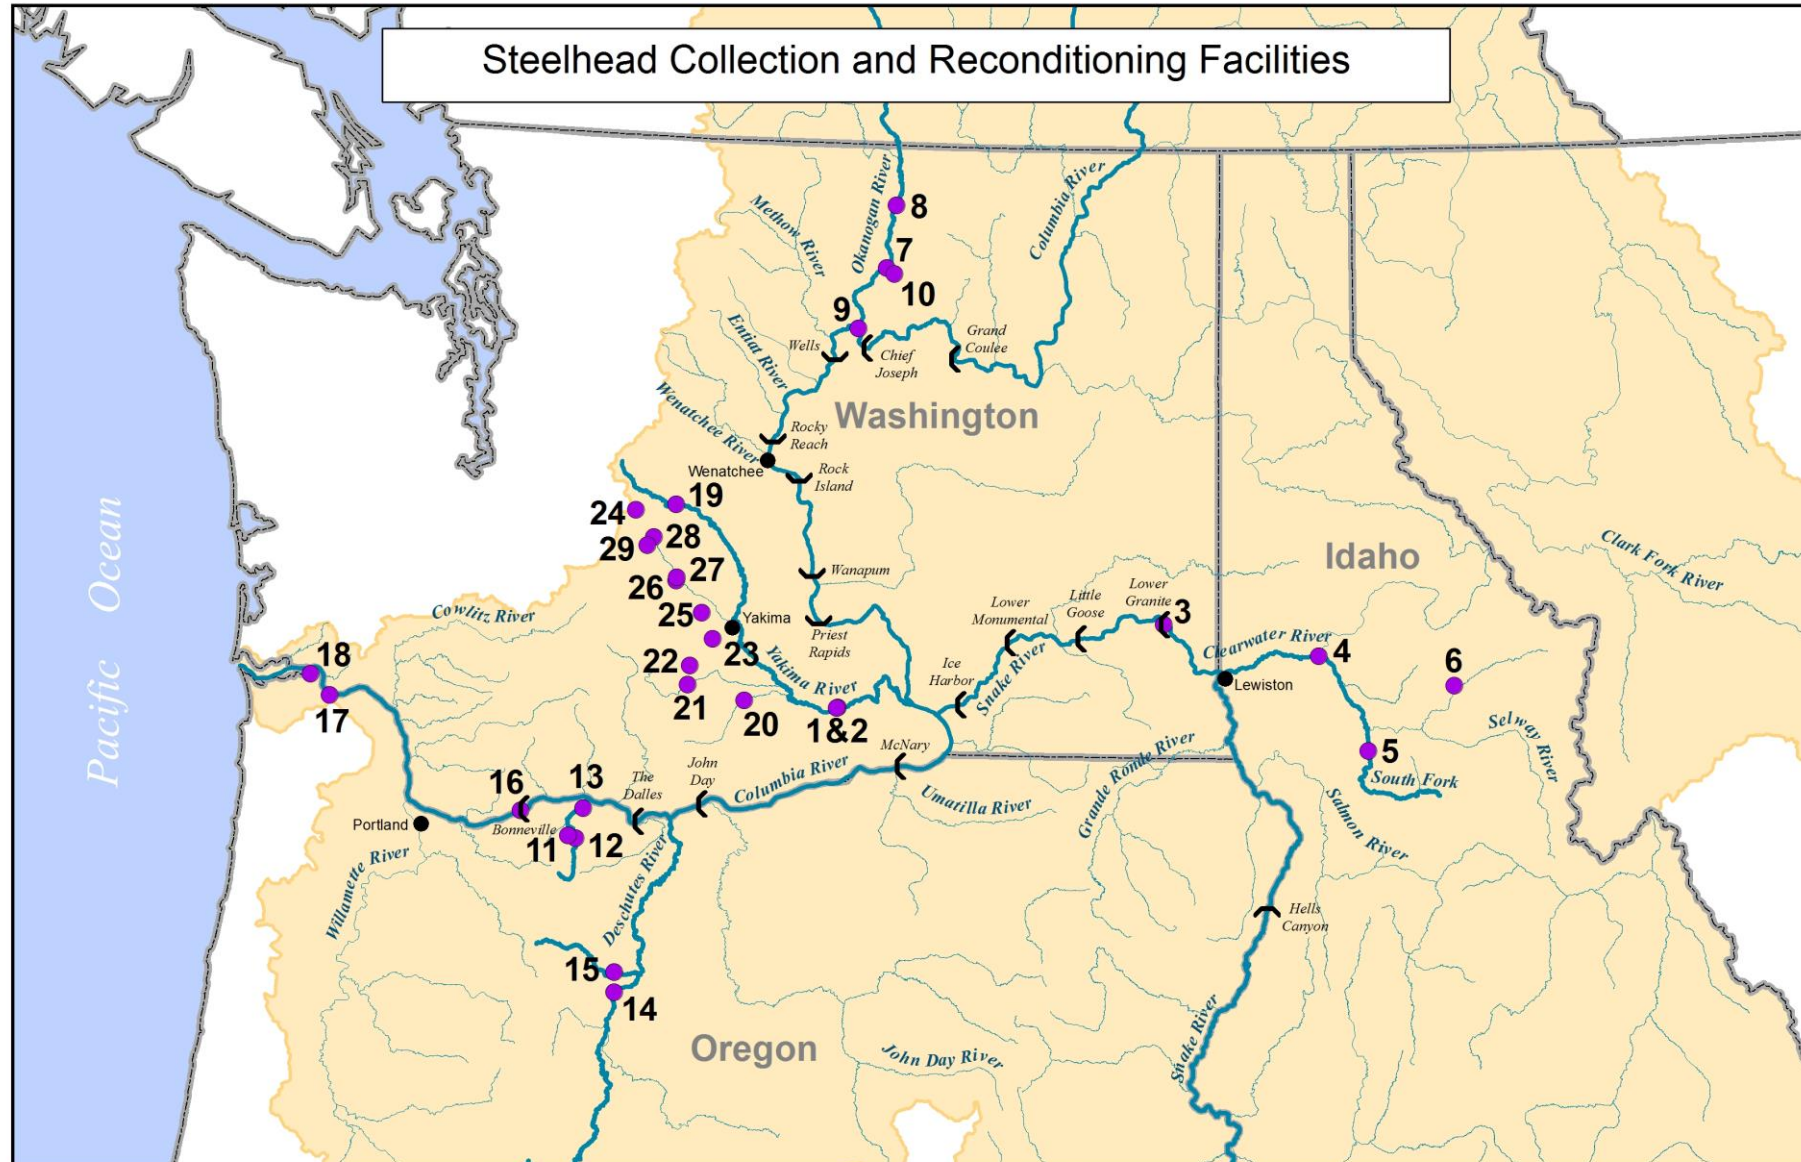 Steelhead Collection and Reconditioning Facilities
Okanogan River
Methow River
Columbia River
8
7
10
9
Entiat River
Wells
Chief
Joseph
Grand
Coulee
Wenatchee River
Washington
Rocky
Reach
Wenatchee
Rock
Island
19
24
28
29
27
26
25
Wanapum
Idaho
Clark Fork River
Pacific Ocean
Cowlitz River
Yakima
Priest
Rapids
Lower
Monumental
Little
Goose
Lower
Granite
3
Clearwater River
4
6
23
22
21
20
Yakima River
1&2
Ice
Harbor
Snake River
Lewiston
18
17
Selway River
5
South Fork
McNary
John
Day
The
Dalles
Columbia River
Umatilla River
Grande Ronde River
Salmon River
16
13
Bonneville
11
12
Portland
Willamette River
Deschutes River
Hells
Canyon
15
14
Oregon
John Day River
Snake River